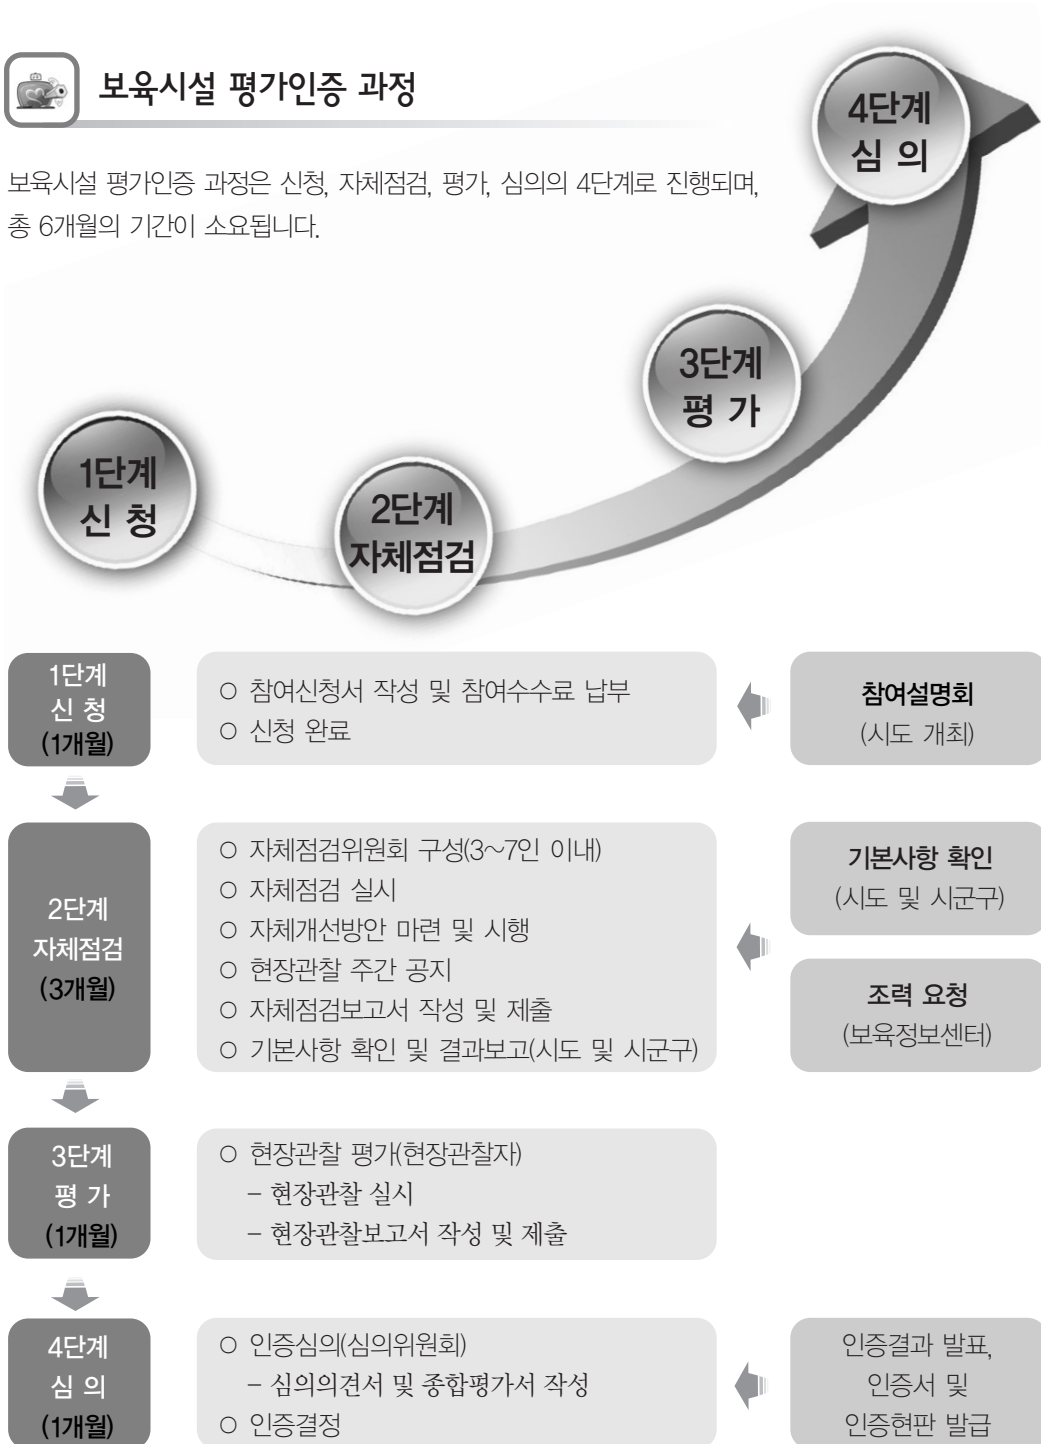 보육시설 평가인증 과정
보육시설 평가인증 과정은 신청, 자체점검, 평가, 심의의 4단계로 진행되며,
총 6개월의 기간이 소요됩니다.
4단계
심 의
3단계
평 가
1단계
신 청
2단계
자체점검
1단계
신 청
(1개월)
○ 참여신청서 작성 및 참여수수료 납부
○ 신청 완료
참여설명회
(시도 개최)
2단계
자체점검
(3개월)
○ 자체점검위원회 구성(3~7인 이내)
○ 자체점검 실시
○ 자체개선방안 마련 및 시행
○ 현장관찰 주간 공지
○ 자체점검보고서 작성 및 제출
○ 기본사항 확인 및 결과보고(시도 및 시군구)
기본사항 확인
(시도 및 시군구)
조력 요청
(보육정보센터)
3단계
평 가
(1개월)
○ 현장관찰 평가(현장관찰자)
- 현장관찰 실시
- 현장관찰보고서 작성 및 제출
4단계
심 의
(1개월)
○ 인증심의(심의위원회)
- 심의의견서 및 종합평가서 작성
○ 인증결정
인증결과 발표,
인증서 및
인증현판 발급